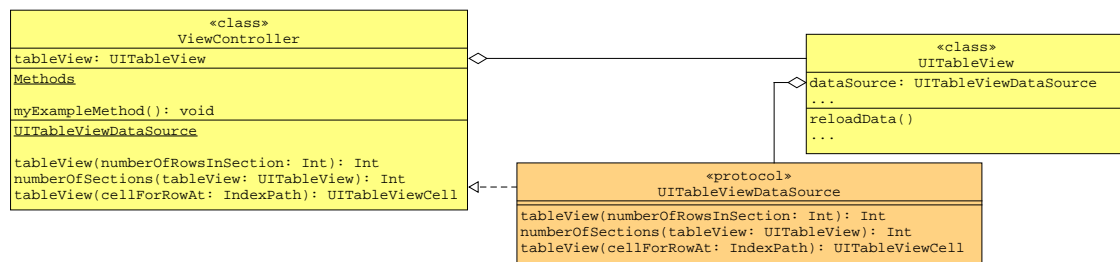 «class»
ViewController
tableView: UITableView
Methods
myExampleMethod(): void
UITableViewDataSource
tableView(numberOfRowsInSection: Int): Int
numberOfSections(tableView: UITableView): Int
tableView(cellForRowAt: IndexPath): UITableViewCell
«class»
UITableView
dataSource: UITableViewDataSource
...
reloadData()
...
«protocol»
UITableViewDataSource
tableView(numberOfRowsInSection: Int): Int
numberOfSections(tableView: UITableView): Int
tableView(cellForRowAt: IndexPath): UITableViewCell